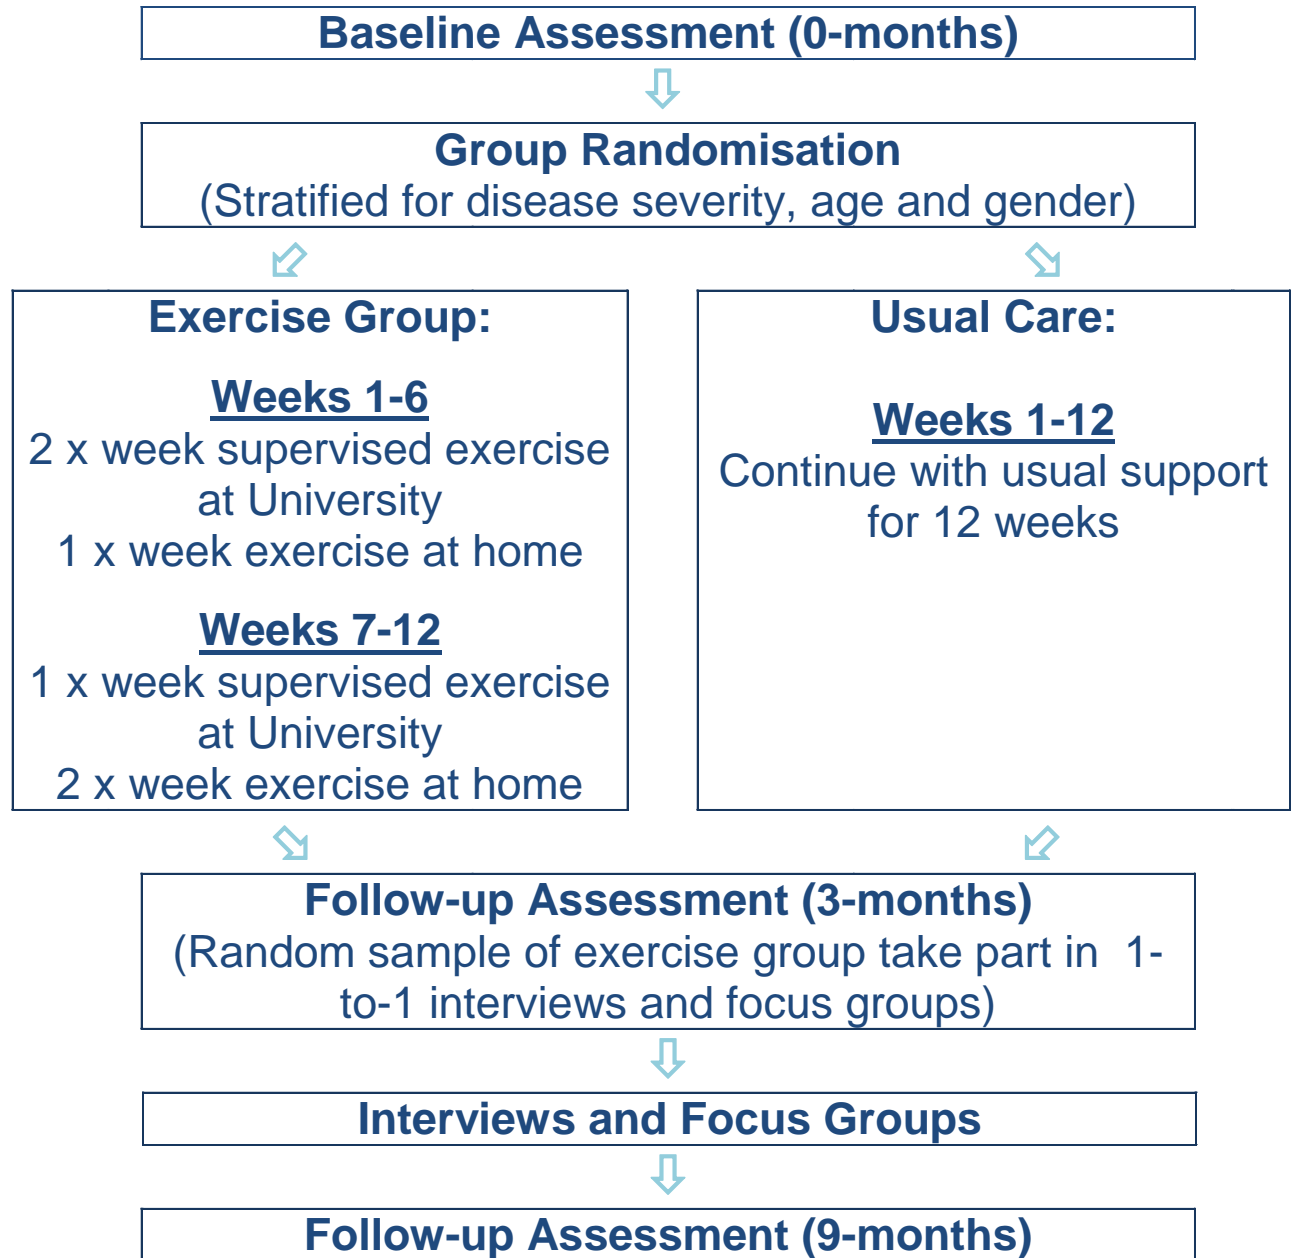 Baseline Assessment (0-months)
Group Randomisation
(Stratified for disease severity, age and gender)
Exercise Group:
Weeks 1-6
2 x week supervised exercise
at University
1 x week exercise at home
Weeks 7-12
1 x week supervised exercise
at University
2 x week exercise at home
Usual Care:
Weeks 1-12
Continue with usual support
for 12 weeks
Follow-up Assessment (3-months)
(Random sample of exercise group take part in 1-
to-1 interviews and focus groups)
Interviews and Focus Groups
Follow-up Assessment (9-months)